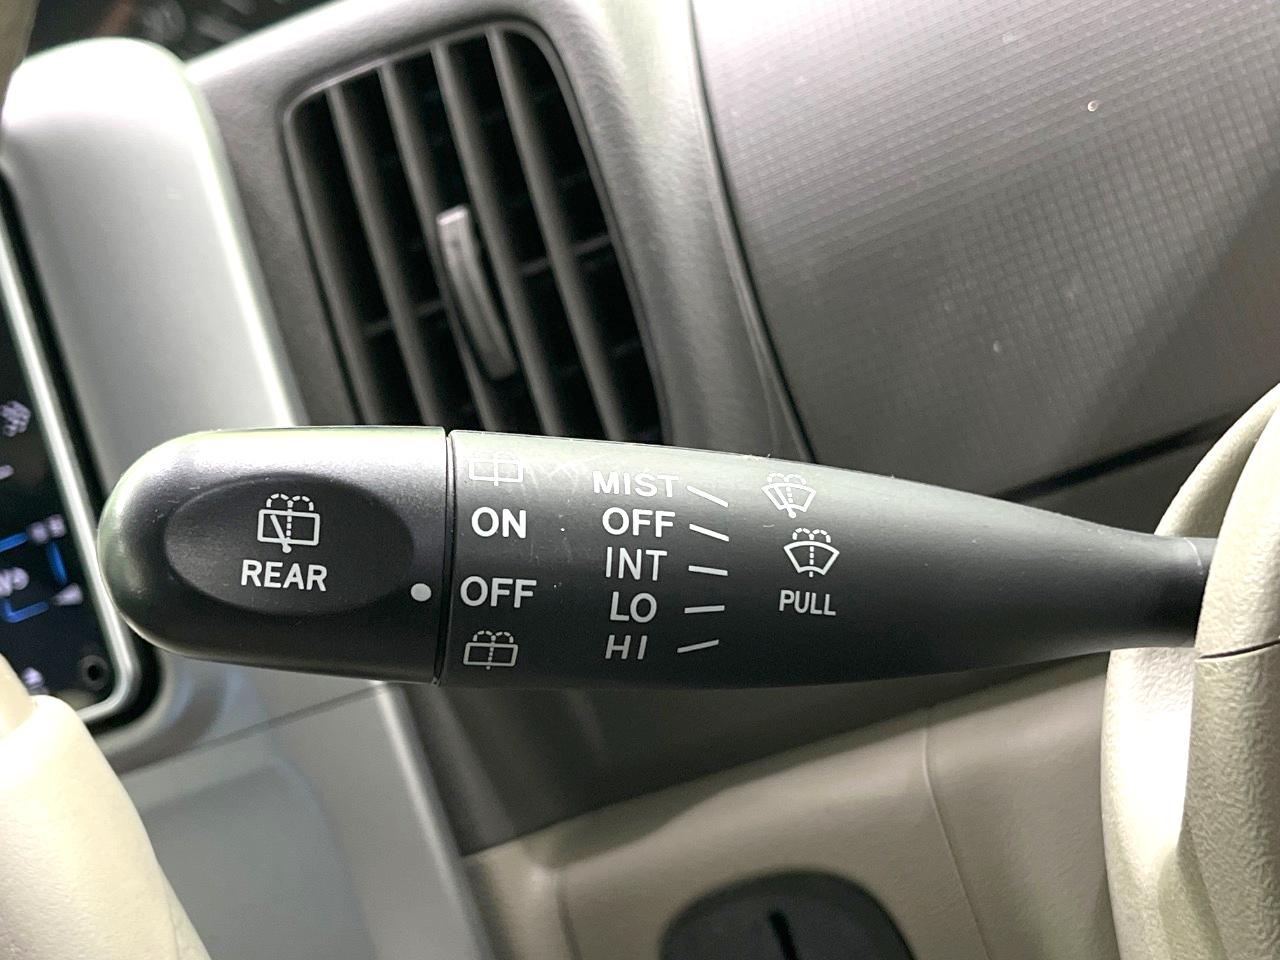 REAR
ON
OFF
MIST
OFF
INT
LO
HI
PULL